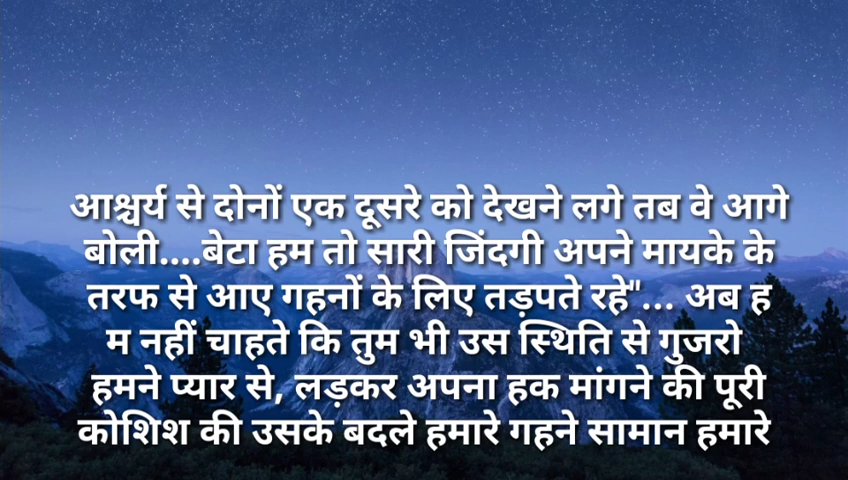 आश्चर्य से दोनों एक दूसरे को देखने लगे तब वे आगे
बोली....बेटा हम तो सारी जिंदगी अपने मायके के
तरफ से आए गहनों के लिए तड़पते रहे"... अब ह
म नहीं चाहते कि तुम भी उस स्थिति से गुजरो
हमने प्यार से, लड़कर अपना हक मांगने की पूरी
कोशिश की उसके बदले हमारे गहने सामान हमारे